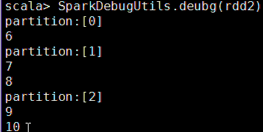 scala> SparkDebugUtils.deubg(rdd2)
partition:[0]
6
partition:[1]
7
8
partition:[2]
9
10